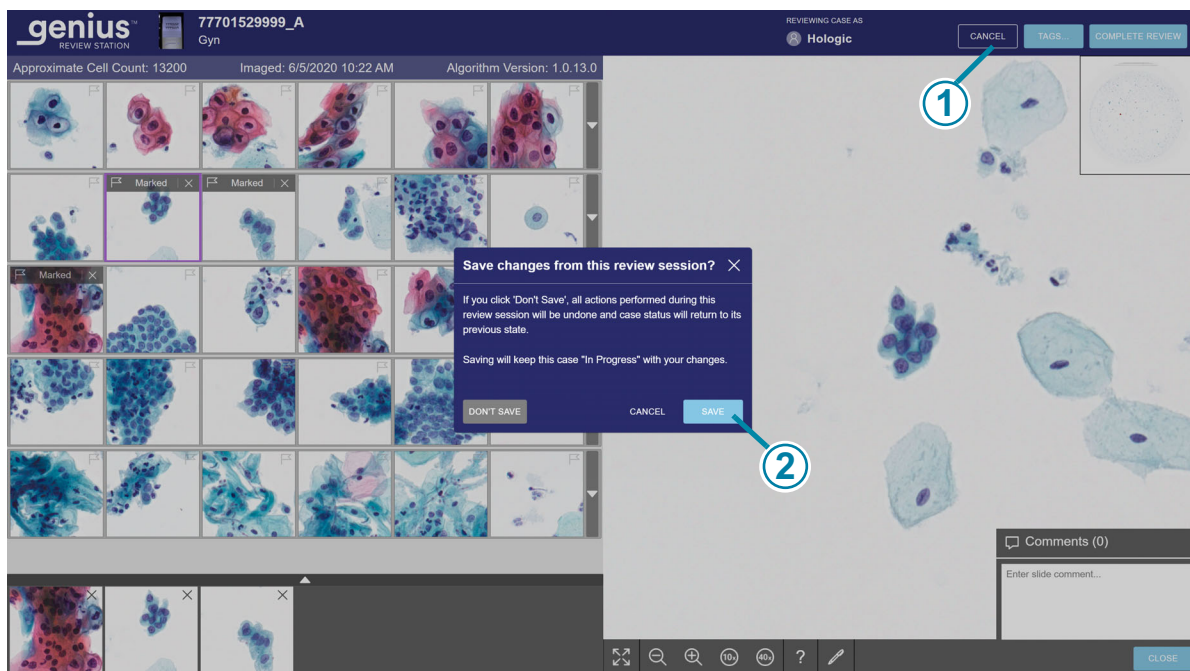 genius™
REVIEW STATION
77701529999_A
Gyn
REVIEWING CASE AS
Hologic
CANCEL
TAGS...
COMPLETE REVIEW
1
Approximate Cell Count: 13200
Imaged: 6/5/2020 10:22 AM
Algorithm Version: 1.0.13.0
Marked
Marked
Marked
Save changes from this review session?
If you click 'Don't Save', all actions performed during this
review session will be undone and case status will return to its
previous state.
Saving will keep this case "In Progress" with your changes.
DON'T SAVE
CANCEL
SAVE
2
Comments (0)
Enter slide comment...
10x
40x
?
CLOSE